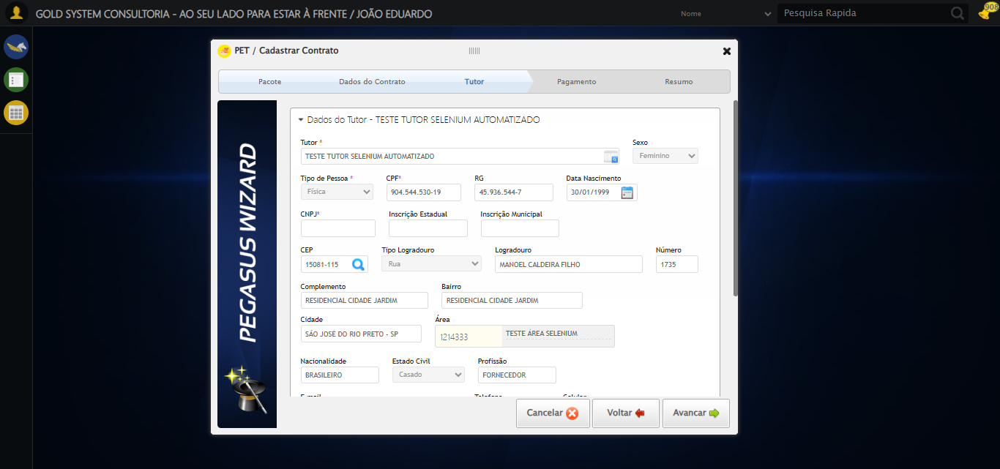 GOLD SYSTEM CONSULTORIA - AO SEU LADO PARA ESTAR À FRENTE / JOÃO EDUARDO
Nome
Pesquisa Rapida
908
PET / Cadastrar Contrato
Pacote
Dados do Contrato
Tutor
Pagamento
Resumo
PEGASUS WIZARD
Dados do Tutor - TESTE TUTOR SELENIUM AUTOMATIZADO
Tutor * Sexo
TESTE TUTOR SELENIUM AUTOMATIZADO Feminino
Tipo de Pessoa * CPF* RG Data Nascimento
Física 904.544.530-19 45.936.544-7 30/01/1999
CNPJ* Inscrição Estadual Inscrição Municipal
CEP Tipo Logradouro Logradouro Número
15081-115 Rua MANOEL CALDEIRA FILHO 1735
Complemento Bairro
RESIDENCIAL CIDADE JARDIM RESIDENCIAL CIDADE JARDIM
Cidade Área
SÃO JOSÉ DO RIO PRETO - SP 1214333 TESTE ÁREA SELENIUM
Nacionalidade Estado Civil Profissão
BRASILEIRO Casado FORNECEDOR
E-mail Telefone Celular
Cancelar Voltar Avancar